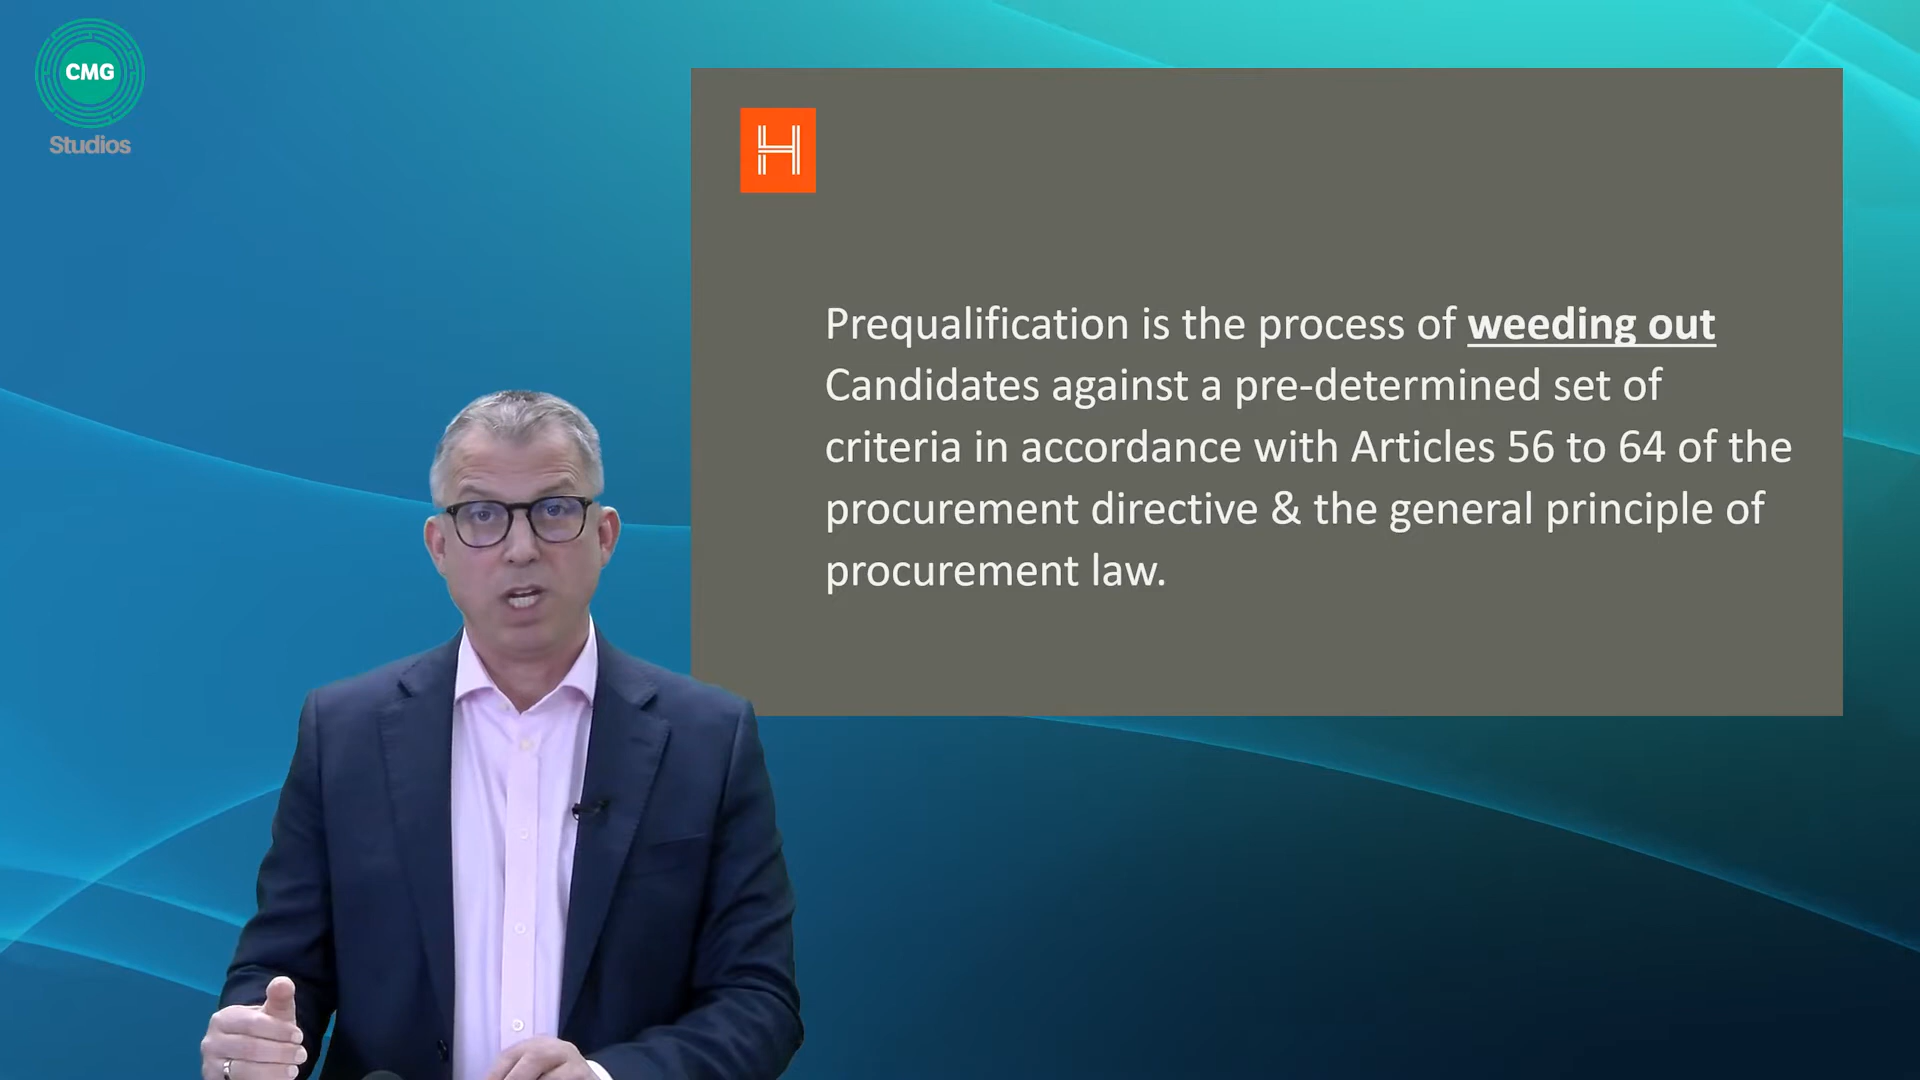 CMG
Studios
H
Prequalification is the process of weeding out
Candidates against a pre-determined set of
criteria in accordance with Articles 56 to 64 of the
procurement directive & the general principle of
procurement law.